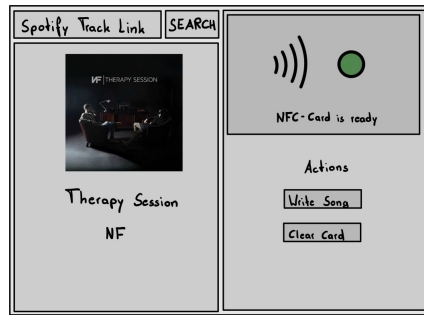 Spotify Track Link
SEARCH
NF | THERAPY SESSION
Therapy Session
NF
NFC-Card is ready
Actions
Write Song
Clear Card